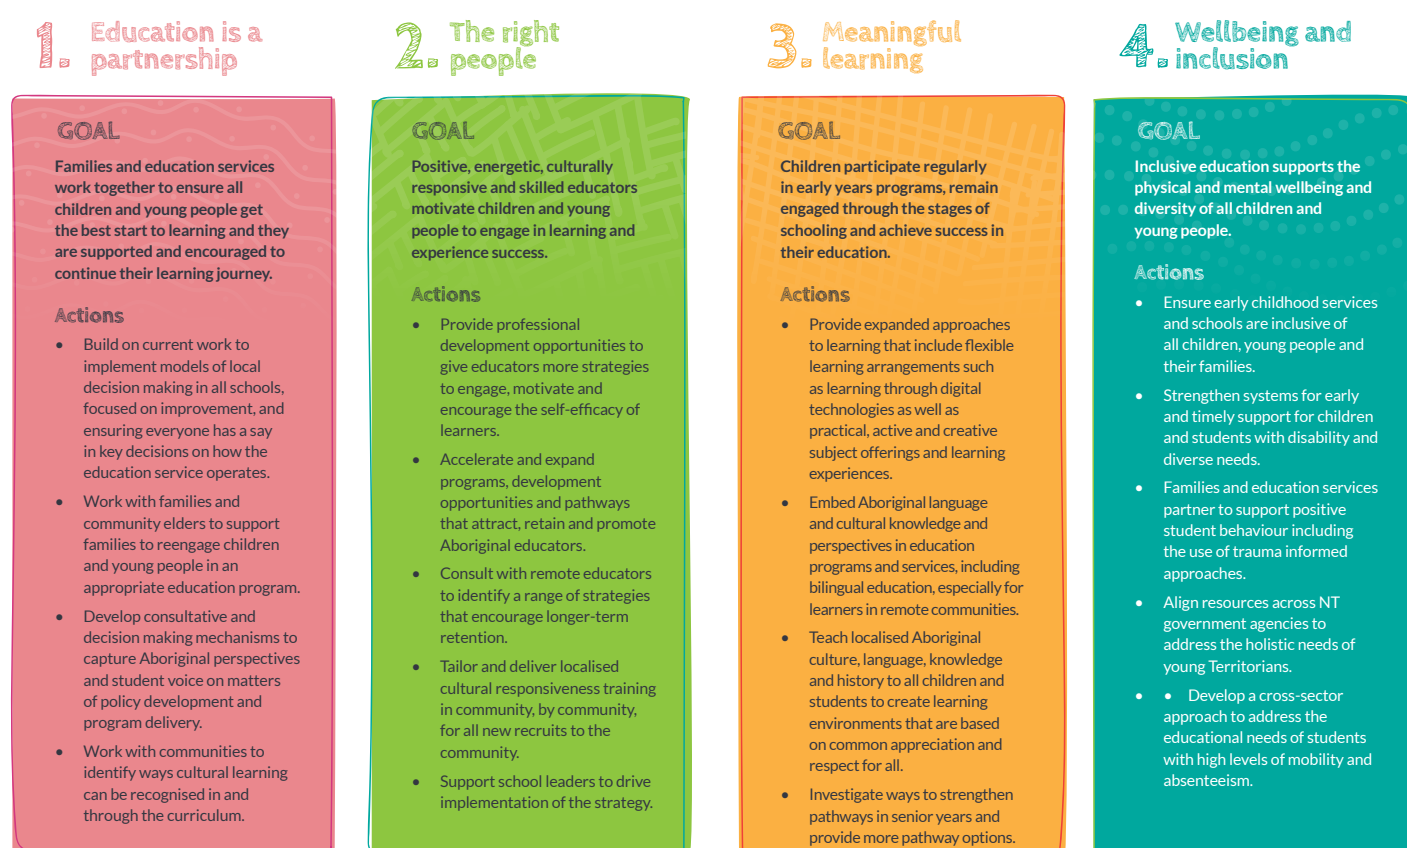 1. Education is a
partnership
GOAL
Families and education services
work together to ensure all
children and young people get
the best start to learning and they
are supported and encouraged to
continue their learning journey.
Actions
• Build on current work to
implement models of local
decision making in all schools,
focused on improvement, and
ensuring everyone has a say
in key decisions on how the
education service operates.
• Work with families and
community elders to support
families to reengage children
and young people in an
appropriate education program.
• Develop consultative and
decision making mechanisms to
capture Aboriginal perspectives
and student voice on matters
of policy development and
program delivery.
• Work with communities to
identify ways cultural learning
can be recognised in and
through the curriculum.
2. The right
people
GOAL
Positive, energetic, culturally
responsive and skilled educators
motivate children and young
people to engage in learning and
experience success.
Actions
• Provide professional
development opportunities to
give educators more strategies
to engage, motivate and
encourage the self-efficacy of
learners.
• Accelerate and expand
programs, development
opportunities and pathways
that attract, retain and promote
Aboriginal educators.
• Consult with remote educators
to identify a range of strategies
that encourage longer-term
retention.
• Tailor and deliver localised
cultural responsiveness training
in community, by community,
for all new recruits to the
community.
• Support school leaders to drive
implementation of the strategy.
3. Meaningful
learning
GOAL
Children participate regularly
in early years programs, remain
engaged through the stages of
schooling and achieve success in
their education.
Actions
• Provide expanded approaches
to learning that include flexible
learning arrangements such
as learning through digital
technologies as well as
practical, active and creative
subject offerings and learning
experiences.
• Embed Aboriginal language
and cultural knowledge and
perspectives in education
programs and services, including
bilingual education, especially for
learners in remote communities.
• Teach localised Aboriginal
culture, language, knowledge
and history to all children and
students to create learning
environments that are based
on common appreciation and
respect for all.
• Investigate ways to strengthen
pathways in senior years and
provide more pathway options.
4. Wellbeing and
inclusion
GOAL
Inclusive education supports the
physical and mental wellbeing and
diversity of all children and
young people.
Actions
• Ensure early childhood services
and schools are inclusive of
all children, young people and
their families.
• Strengthen systems for early
and timely support for children
and students with disability and
diverse needs.
• Families and education services
partner to support positive
student behaviour including
the use of trauma informed
approaches.
• Align resources across NT
government agencies to
address the holistic needs of
young Territorians.
• • Develop a cross-sector
approach to address the
educational needs of students
with high levels of mobility and
absenteeism.